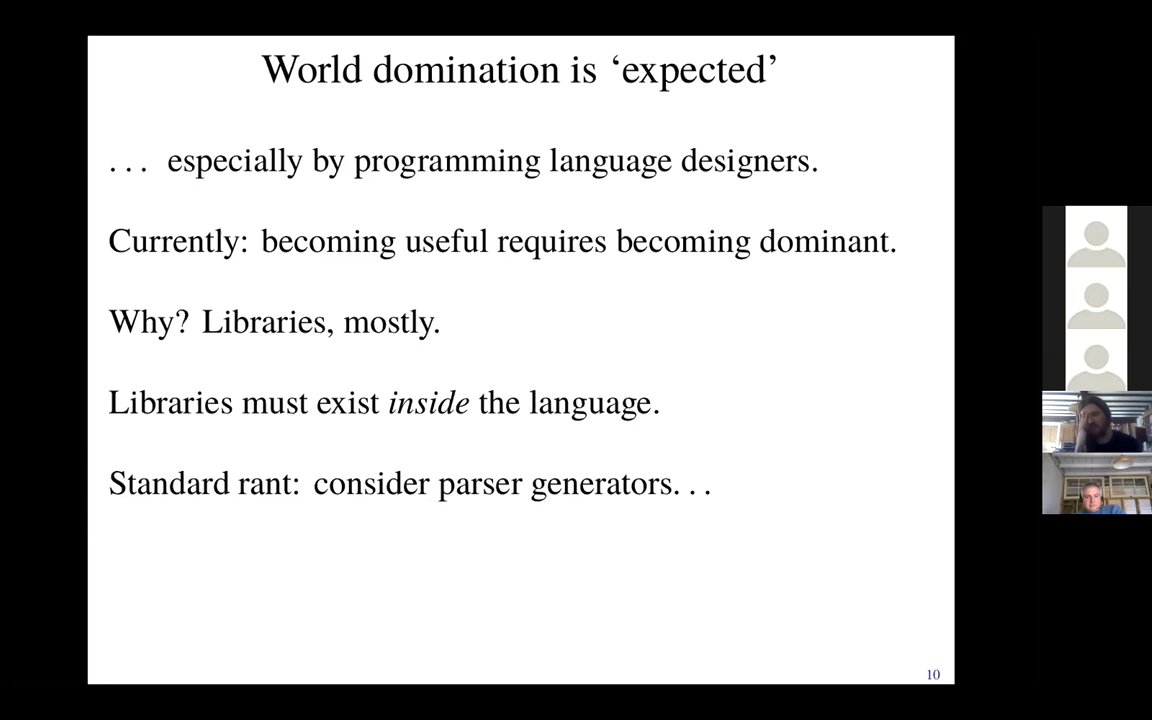 World domination is ‘expected’
. . . especially by programming language designers.
Currently: becoming useful requires becoming dominant.
Why? Libraries, mostly.
Libraries must exist inside the language.
Standard rant: consider parser generators. . .
10